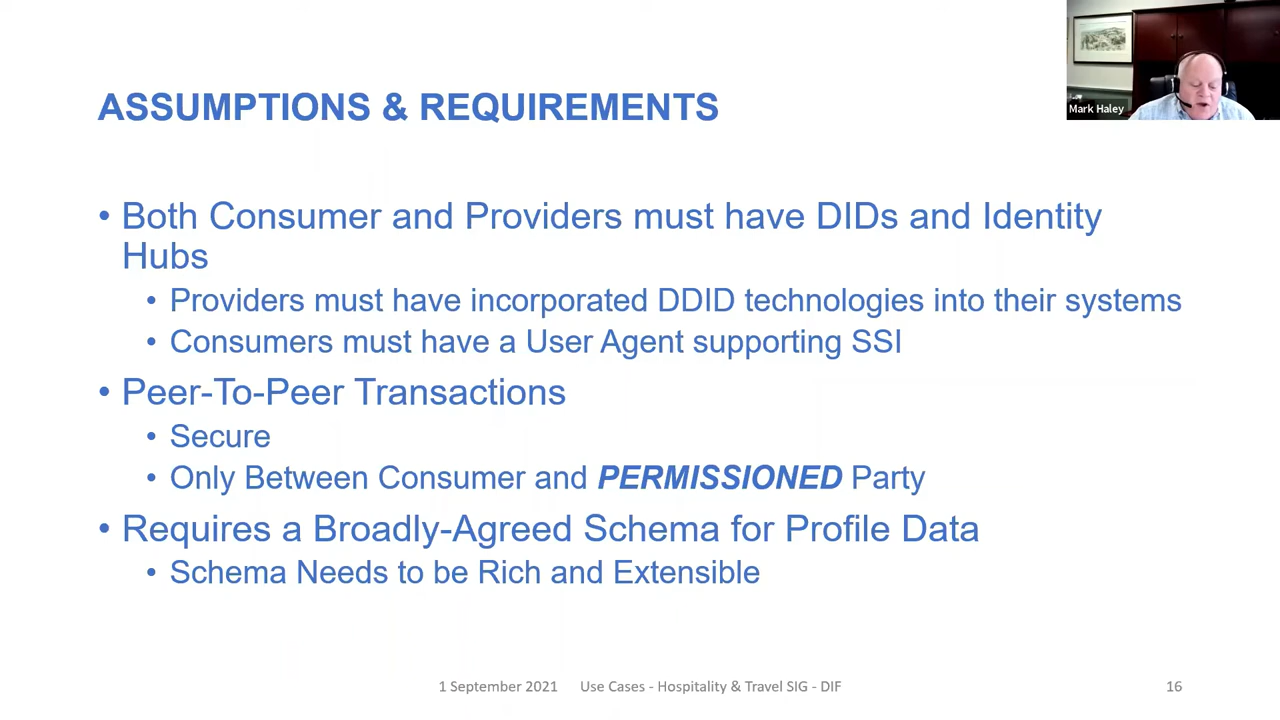 Mark Haley
ASSUMPTIONS & REQUIREMENTS
• Both Consumer and Providers must have DIDs and Identity
Hubs
• Providers must have incorporated DDID technologies into their systems
• Consumers must have a User Agent supporting SSI
• Peer-To-Peer Transactions
• Secure
• Only Between Consumer and PERMISSIONED Party
• Requires a Broadly-Agreed Schema for Profile Data
• Schema Needs to be Rich and Extensible
1 September 2021 Use Cases - Hospitality & Travel SIG - DIF 16